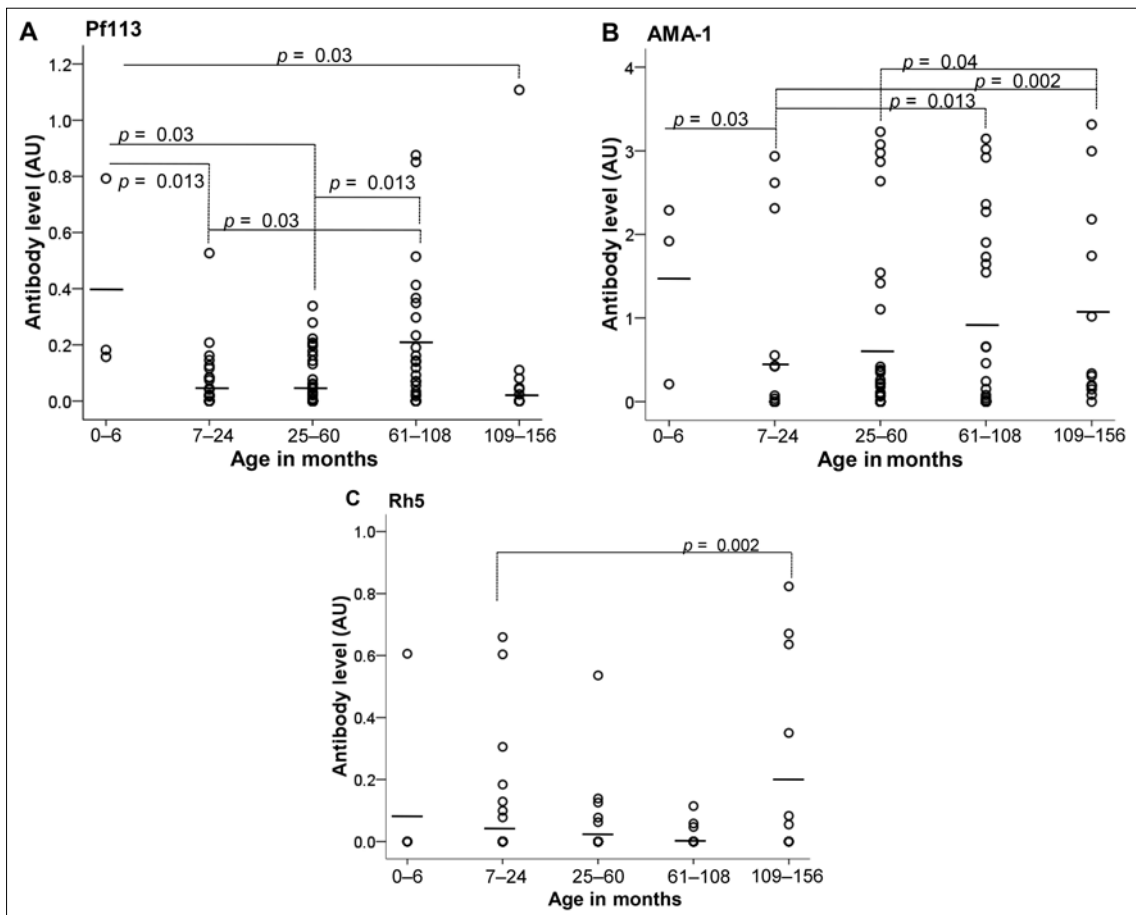 A
Pf113
1.2
1.0
0.8
0.6
0.4
0.2
0.0
Antibody level (AU)
p = 0.03
p = 0.03
p = 0.013
p = 0.013
p = 0.03
0–6
7–24
25–60
61–108
109–156
Age in months
B
AMA-1
4
3
2
1
0
Antibody level (AU)
p = 0.04
p = 0.002
p = 0.013
p = 0.03
0–6
7–24
25–60
61–108
109–156
Age in months
C
Rh5
1.0
0.8
0.6
0.4
0.2
0.0
Antibody level (AU)
p = 0.002
0–6
7–24
25–60
61–108
109–156
Age in months